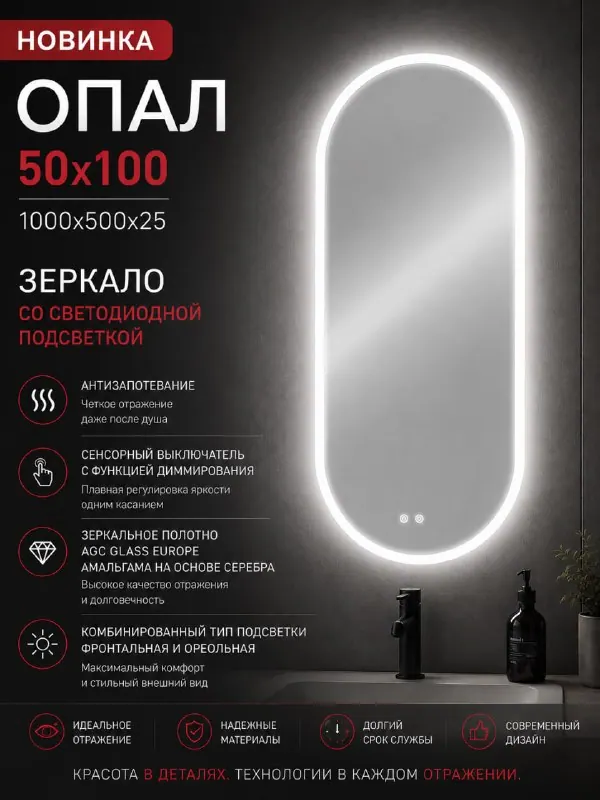 НОВИНКА
ОПАЛ
50х100
1000х500х25
ЗЕРКАЛО
СО СВЕТОДИОДНОЙ
ПОДСВЕТКОЙ
АНТИЗАПОТЕВАНИЕ
Четкое отражение
даже после душа
СЕНСОРНЫЙ ВЫКЛЮЧАТЕЛЬ
С ФУНКЦИЕЙ ДИММИРОВАНИЯ
Плавная регулировка яркости
одним касанием
ЗЕРКАЛЬНОЕ ПОЛОТНО
AGC GLASS EUROPE
АМАЛЬГАМА НА ОСНОВЕ СЕРЕБРА
Высокое качество отражения
и долговечность
КОМБИНИРОВАННЫЙ ТИП ПОДСВЕТКИ
ФРОНТАЛЬНАЯ И ОРЕОЛЬНАЯ
Максимальный комфорт
и стильный внешний вид
ИДЕАЛЬНОЕ
ОТРАЖЕНИЕ
НАДЕЖНЫЕ
МАТЕРИАЛЫ
ДОЛГИЙ
СРОК СЛУЖБЫ
СОВРЕМЕННЫЙ
ДИЗАЙН
КРАСОТА В ДЕТАЛЯХ. ТЕХНОЛОГИИ В КАЖДОМ ОТРАЖЕНИИ.